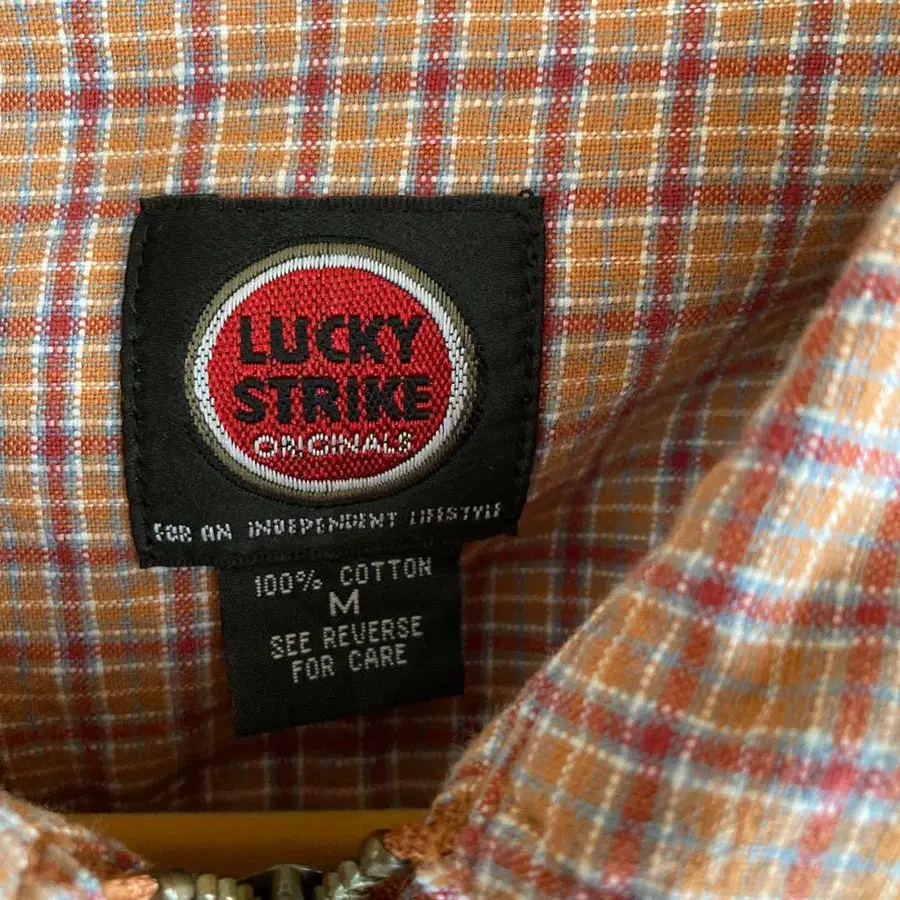 LUCKY
STRIKE
ORIGINALS
FOR AN INDEPENDENT LIFESTYLE
100% COTTON
M
SEE REVERSE
FOR CARE